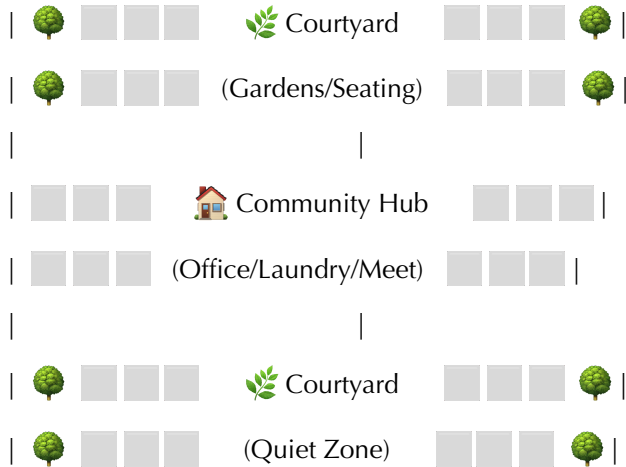 | 🌳 ⬜⬜⬜ 🌿 Courtyard ⬜⬜⬜ 🌳 |
| 🌳 ⬜⬜⬜ (Gardens/Seating) ⬜⬜⬜ 🌳 |
| |
| ⬜⬜⬜ 🏠 Community Hub ⬜⬜⬜ |
| ⬜⬜⬜ (Office/Laundry/Meet) ⬜⬜⬜ |
| |
| 🌳 ⬜⬜⬜ 🌿 Courtyard ⬜⬜⬜ 🌳 |
| 🌳 ⬜⬜⬜ (Quiet Zone) ⬜⬜⬜ 🌳 |